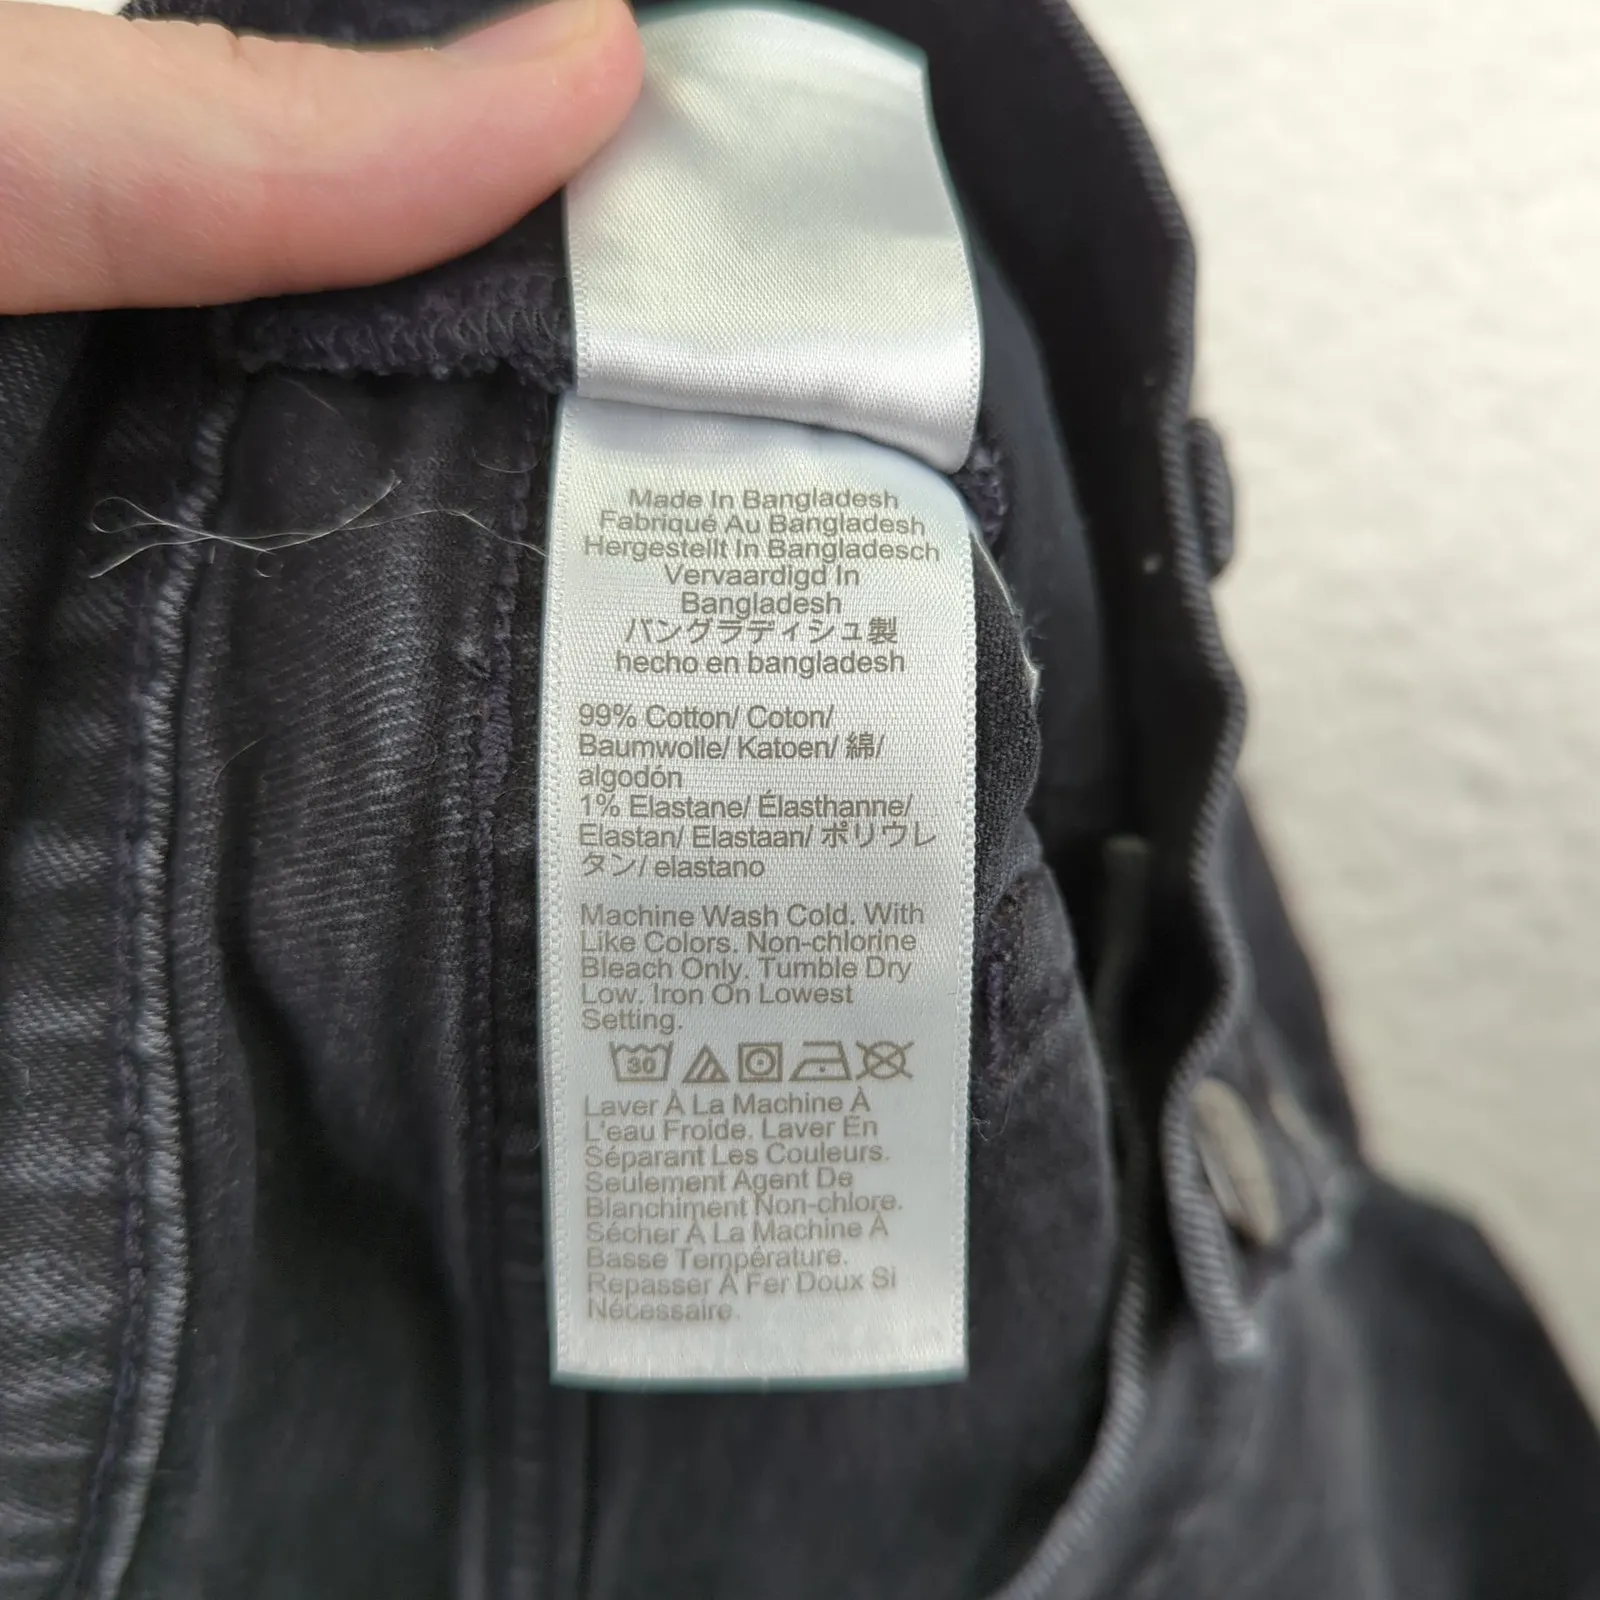 Made In Bangladesh
Fabriqué Au Bangladesh
Hergestellt In Bangladesch
Vervaardigd In
Bangladesh
バングラディシュ製
hecho en bangladesh
99% Cotton/ Coton/
Baumwolle/ Katoen/ 綿/
algodón
1% Elastane/ Élasthanne/
Elastan/ Elastaan/ ポリウレ
タン/ elastano
Machine Wash Cold. With
Like Colors. Non-chlorine
Bleach Only. Tumble Dry
Low. Iron On Lowest
Setting.
30
Laver À La Machine À
L'eau Froide. Laver En
Séparant Les Couleurs.
Seulement Agent De
Blanchiment Non-chlore.
Sécher À La Machine À
Basse Température.
Repasser À Fer Doux Si
Nécessaire.